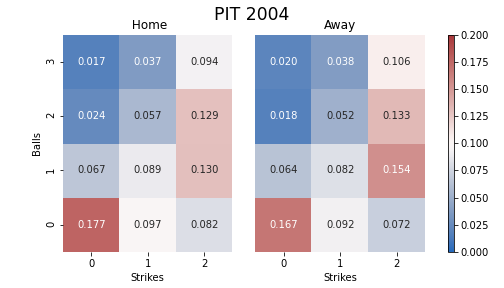 PIT 2004
Home
Away
3
0.017 0.037 0.094
0.020 0.038 0.106
2
0.024 0.057 0.129
0.018 0.052 0.133
1
0.067 0.089 0.130
0.064 0.082 0.154
0
0.177 0.097 0.082
0.167 0.092 0.072
Balls
0 1 2
0 1 2
Strikes
Strikes
0.200
0.175
0.150
0.125
0.100
0.075
0.050
0.025
0.000